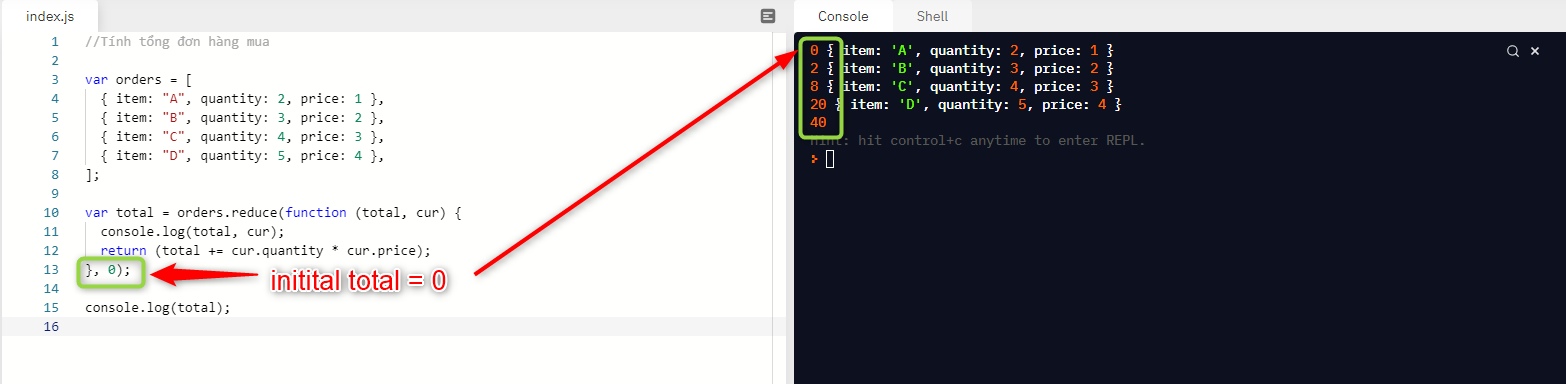 index.js
1 //Tính tổng đơn hàng mua
2
3 var orders = [
4 { item: "A", quantity: 2, price: 1 },
5 { item: "B", quantity: 3, price: 2 },
6 { item: "C", quantity: 4, price: 3 },
7 { item: "D", quantity: 5, price: 4 },
8 ];
9
10 var total = orders.reduce(function (total, cur) {
11 console.log(total, cur);
12 return (total += cur.quantity * cur.price);
13 }, 0);
14
15 console.log(total);
16
initital total = 0
Console Shell
0 { item: 'A', quantity: 2, price: 1 }
2 { item: 'B', quantity: 3, price: 2 }
8 { item: 'C', quantity: 4, price: 3 }
20 { item: 'D', quantity: 5, price: 4 }
40
hint: hit control+c anytime to enter REPL.